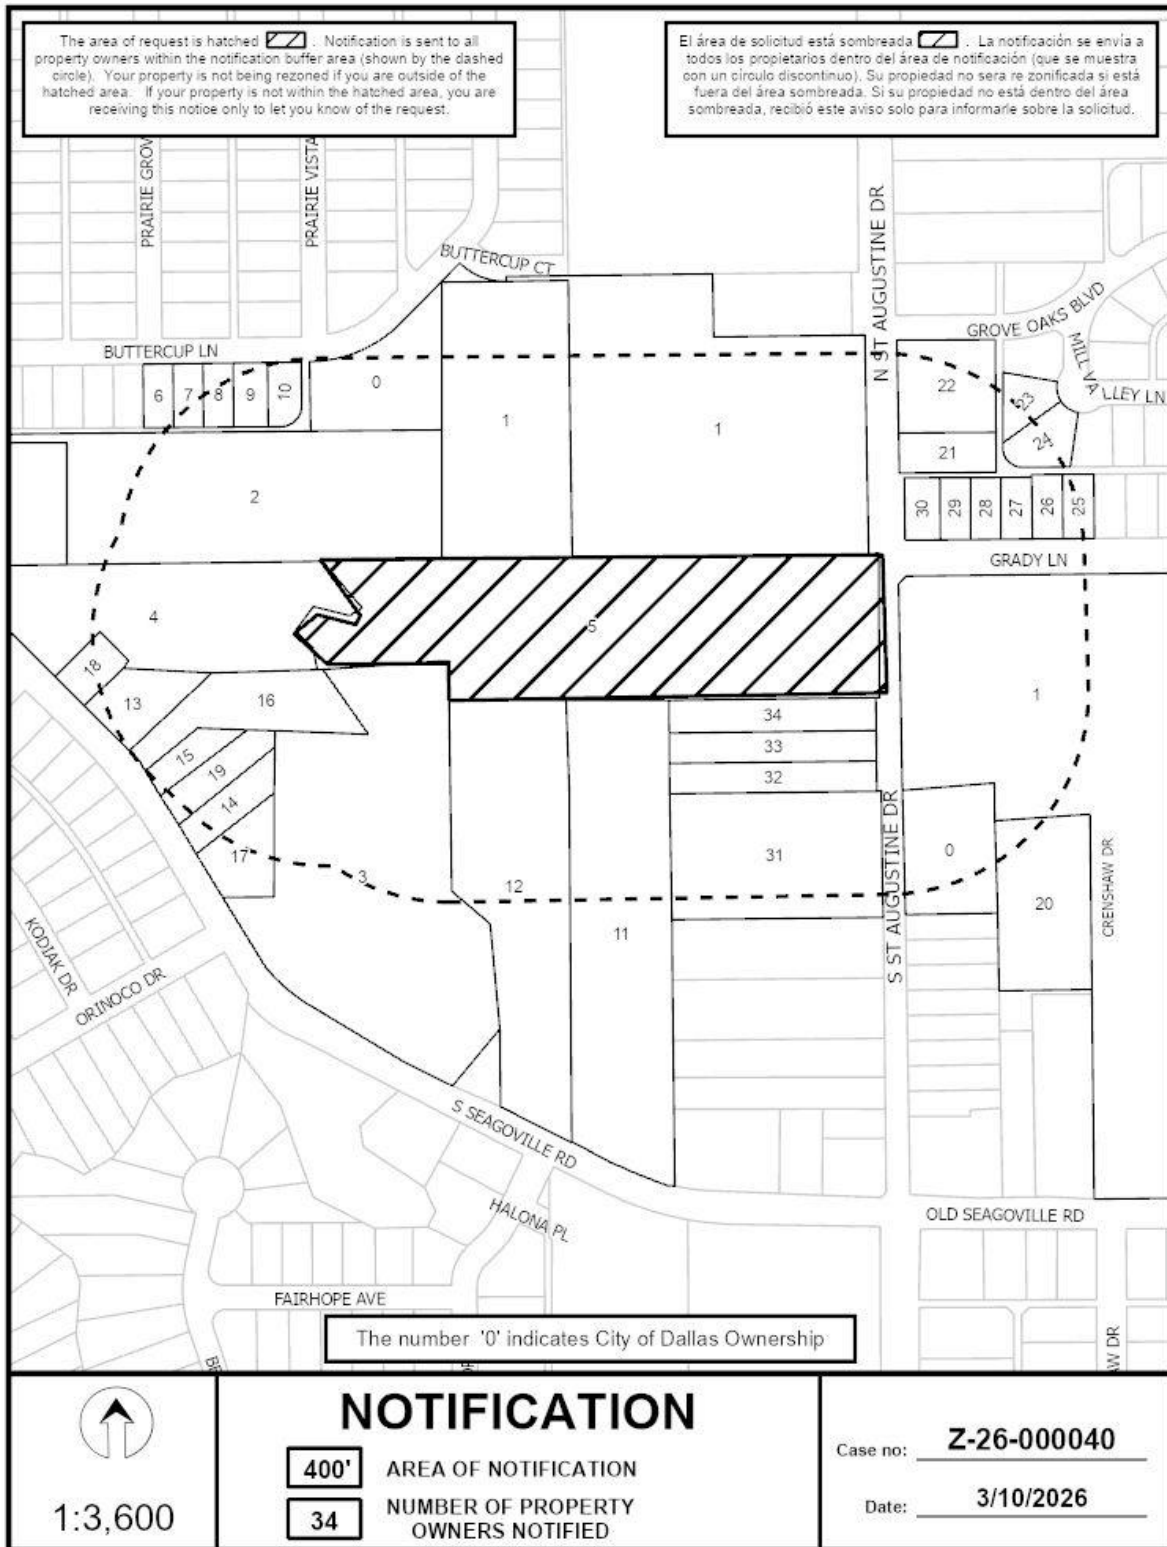 The area of request is hatched . Notification is sent to all
property owners within the notification buffer area (shown by the dashed
circle). Your property is not being rezoned if you are outside of the
hatched area. If your property is not within the hatched area, you are
receiving this notice only to let you know of the request.
El área de solicitud está sombreada . La notificación se envía a
todos los propietarios dentro del área de notificación (que se muestra
con un círculo discontinuo). Su propiedad no sera re zonificada si está
fuera del área sombreada. Si su propiedad no está dentro del área
sombreada, recibió este aviso solo para informarle sobre la solicitud.
PRAIRIE GROV
PRAIRIE VISTA
BUTTERCUP CT
N ST AUGUSTINE DR
GROVE OAKS BLVD
MILL VA
LLEY LN
BUTTERCUP LN
6
7
8
9
10
0
1
1
22
23
24
21
2
30
29
28
27
26
25
GRADY LN
4
5
18
13
16
1
34
33
32
15
19
14
17
3
12
11
31
S ST AUGUSTINE DR
0
20
CRENSHAW DR
KODIAK DR
ORINOCO DR
S SEAGOVILLE RD
HALONA PL
OLD SEAGOVILLE RD
FAIRHOPE AVE
AW DR
The number '0' indicates City of Dallas Ownership
1:3,600
NOTIFICATION
400' AREA OF NOTIFICATION
34 NUMBER OF PROPERTY
OWNERS NOTIFIED
Case no: Z-26-000040
Date: 3/10/2026